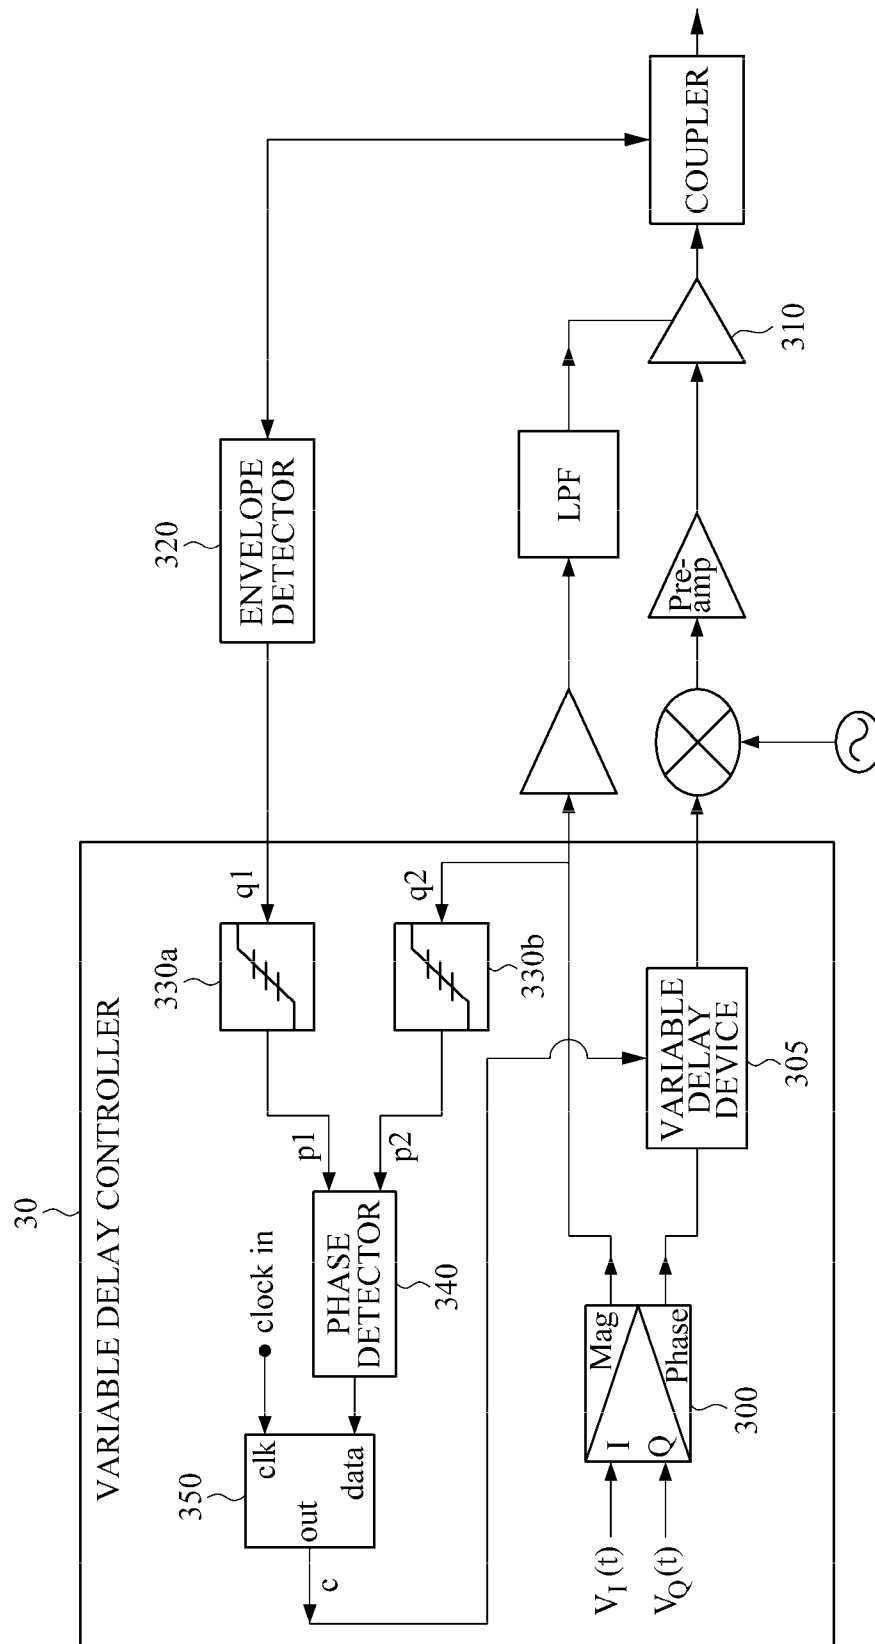 30
VARIABLE DELAY CONTROLLER
350
clk
out
data
c
clock in
PHASE
DETECTOR
340
p1
p2
330a
330b
q1
q2
320
ENVELOPE
DETECTOR
COUPLER
LPF
310
Pre-
amp
VARIABLE
DELAY
DEVICE
305
V_I(t)
V_Q(t)
I
Q
Mag
Phase
300